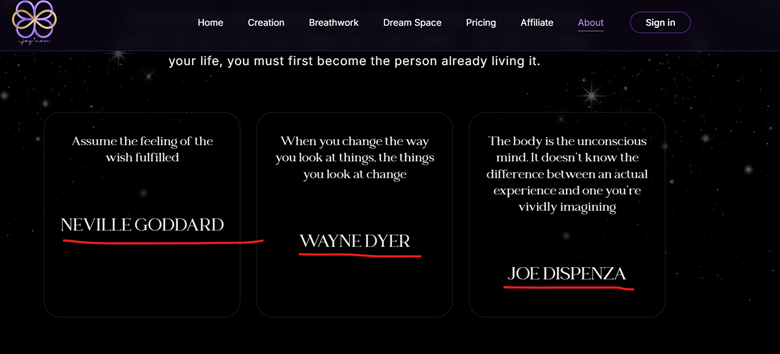 Home Creation Breathwork Dream Space Pricing Affiliate About Sign in
your life, you must first become the person already living it.
Assume the feeling of the
wish fulfilled
NEVILLE GODDARD
When you change the way
you look at things, the things
you look at change
WAYNE DYER
The body is the unconscious
mind. It doesn't know the
difference between an actual
experience and one you're
vividly imagining
JOE DISPENZA